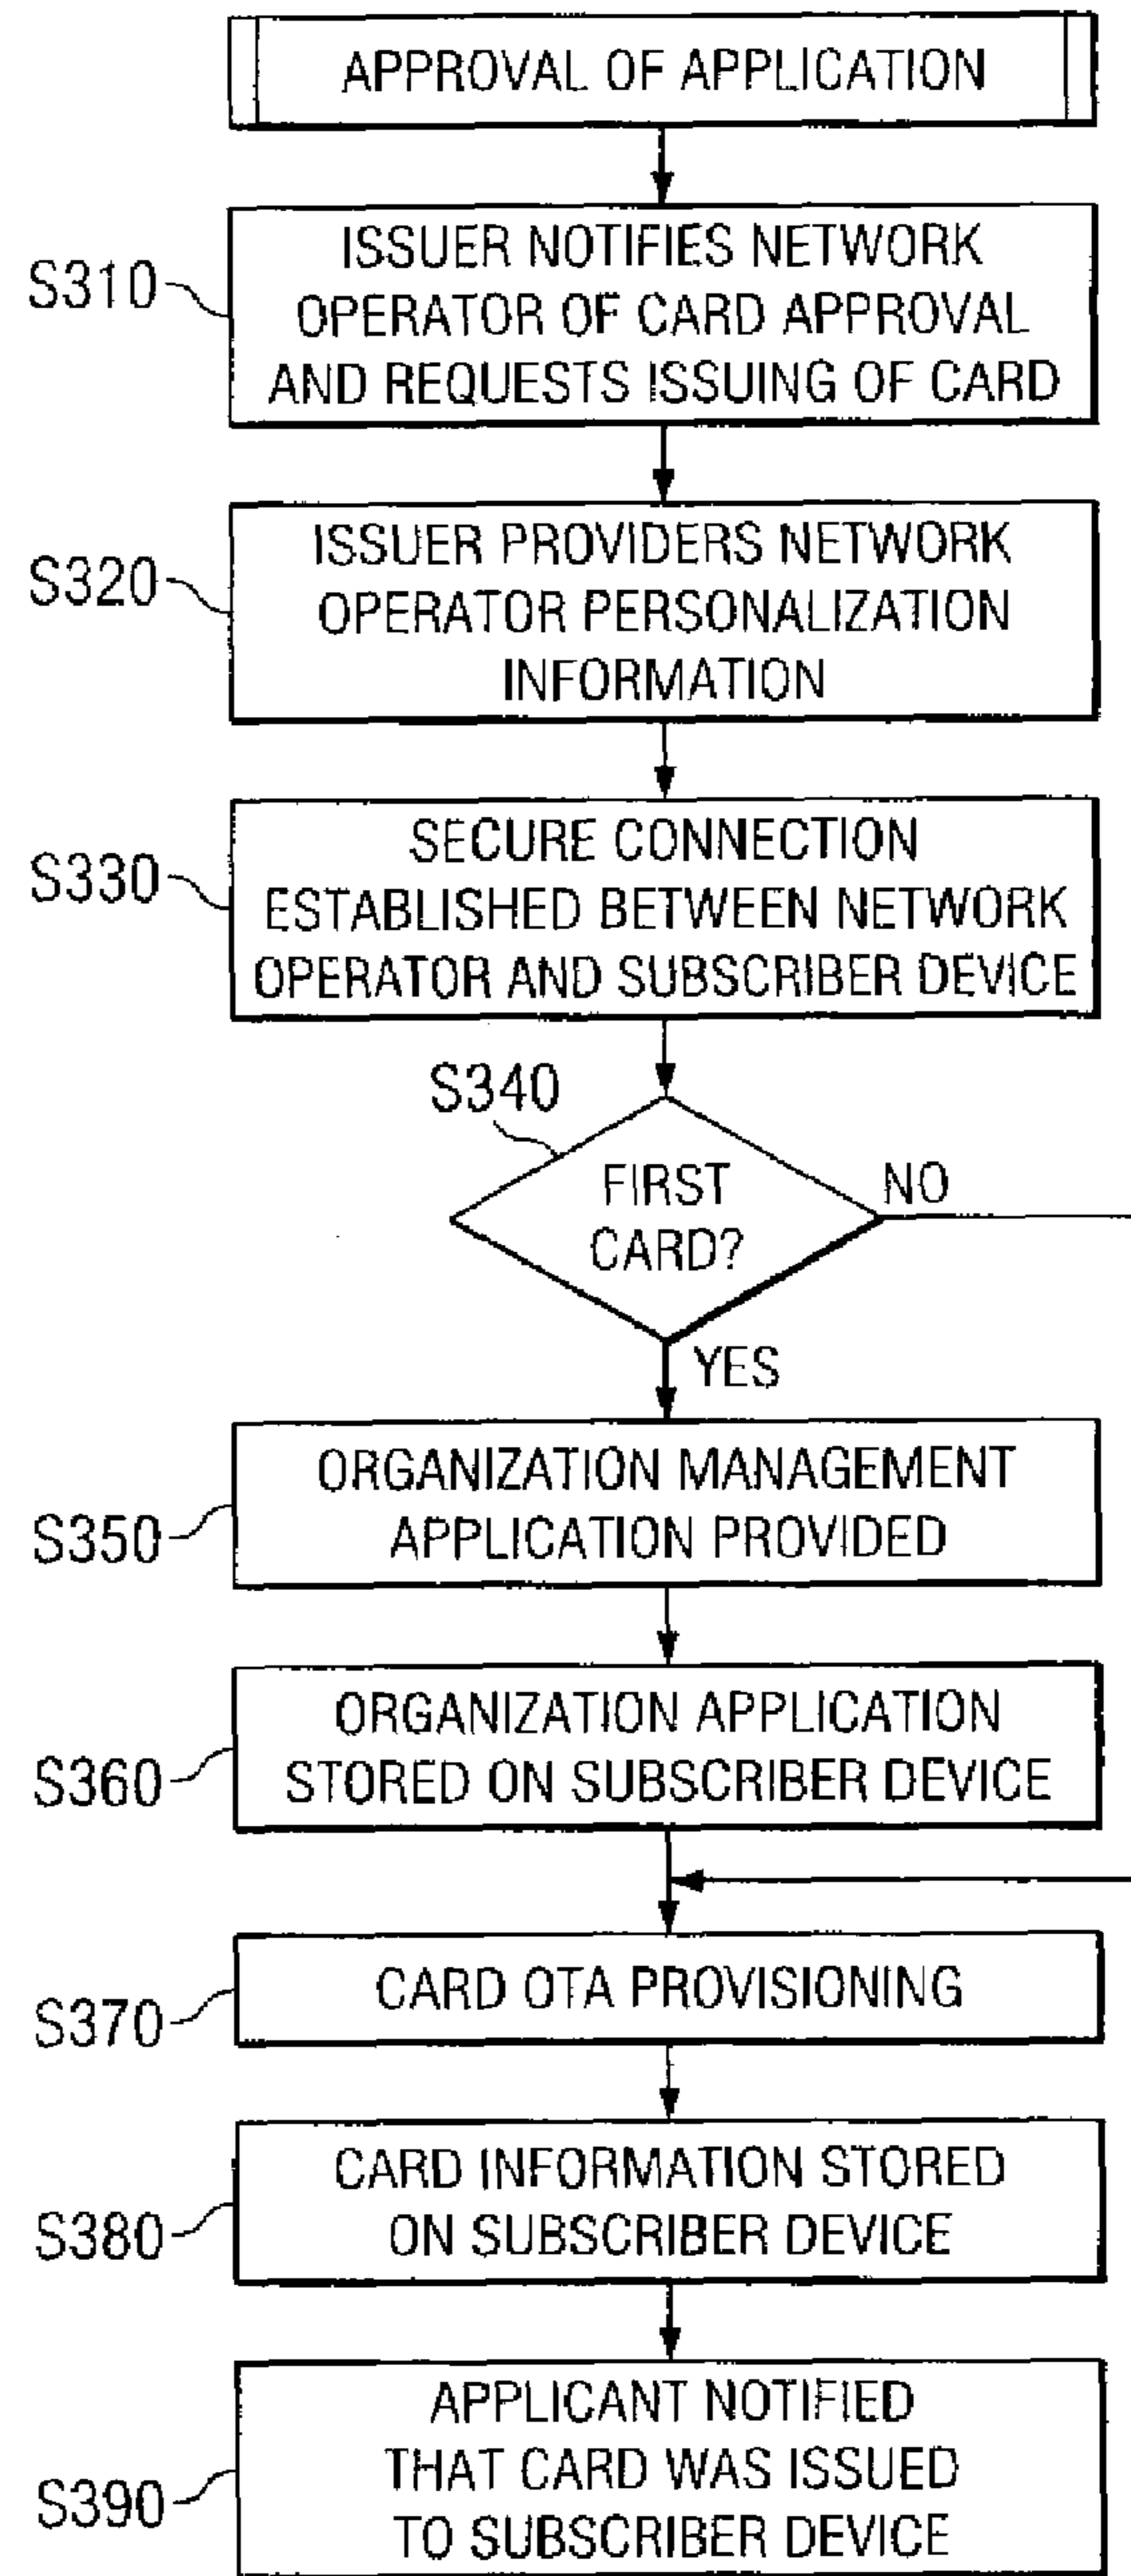 APPROVAL OF APPLICATION
S310
ISSUER NOTIFIES NETWORK
OPERATOR OF CARD APPROVAL
AND REQUESTS ISSUING OF CARD
S320
ISSUER PROVIDERS NETWORK
OPERATOR PERSONALIZATION
INFORMATION
S330
SECURE CONNECTION
ESTABLISHED BETWEEN NETWORK
OPERATOR AND SUBSCRIBER DEVICE
S340
FIRST
CARD?
NO
YES
S350
ORGANIZATION MANAGEMENT
APPLICATION PROVIDED
S360
ORGANIZATION APPLICATION
STORED ON SUBSCRIBER DEVICE
S370
CARD OTA PROVISIONING
S380
CARD INFORMATION STORED
ON SUBSCRIBER DEVICE
S390
APPLICANT NOTIFIED
THAT CARD WAS ISSUED
TO SUBSCRIBER DEVICE